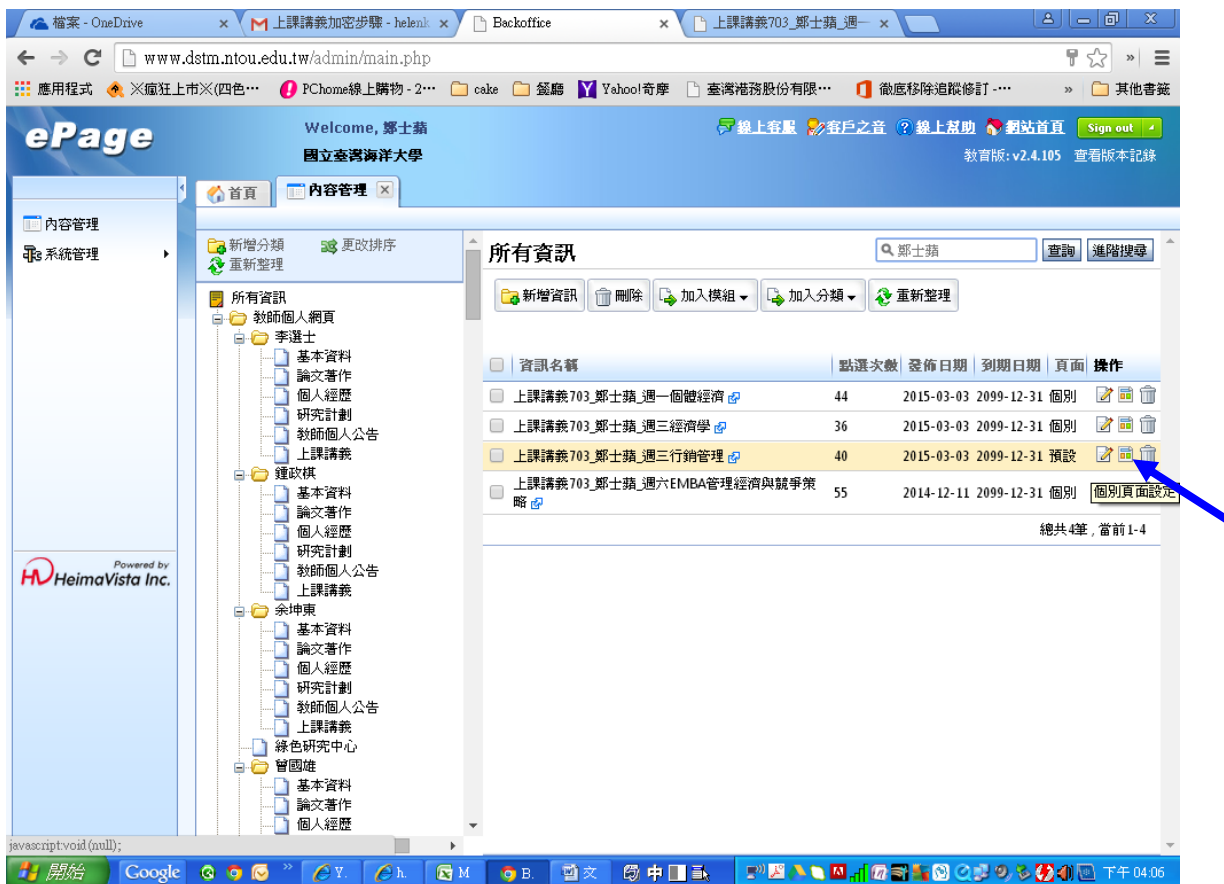 檔案 - OneDrive
上課講義加密步驟 - helenk
Backoffice
上課講義703_鄭士蘋_週一
www.dstm.ntou.edu.tw/admin/main.php
應用程式
※瘋狂上市※(四色…
PChome線上購物 - 2…
cake
餐廳
Yahoo!奇摩
臺灣港務股份有限…
徹底移除追蹤修訂 -…
»
其他書籤
ePage
Welcome, 鄭士蘋
國立臺灣海洋大學
線上客服
客戶之音
線上幫助
網站首頁
Sign out
教育版: v2.4.105
查看版本記錄
首頁
內容管理
內容管理
系統管理
Powered by
HeimaVista Inc.
新增分類
更改排序
重新整理
所有資訊
教師個人網頁
李選士
基本資料
論文著作
個人經歷
研究計劃
教師個人公告
上課講義
鍾政棋
基本資料
論文著作
個人經歷
研究計劃
教師個人公告
上課講義
余坤東
基本資料
論文著作
個人經歷
研究計劃
教師個人公告
上課講義
綠色研究中心
曾國雄
基本資料
論文著作
個人經歷
所有資訊
鄭士蘋
查詢
進階搜尋
新增資訊
刪除
加入模組
加入分類
重新整理
資訊名稱 點選次數 發佈日期 到期日期 頁面 操作
上課講義703_鄭士蘋_週一個體經濟 44 2015-03-03 2099-12-31 個別
上課講義703_鄭士蘋_週三經濟學 36 2015-03-03 2099-12-31 個別
上課講義703_鄭士蘋_週三行銷管理 40 2015-03-03 2099-12-31 預設
上課講義703_鄭士蘋_週六EMBA管理經濟與競爭策
略 55 2014-12-11 2099-12-31 個別
個別頁面設定
總共4筆 , 當前1-4
javascript:void(null);
開始
Google
»
Y.
h.
M
B.
文
中
下午 04:06